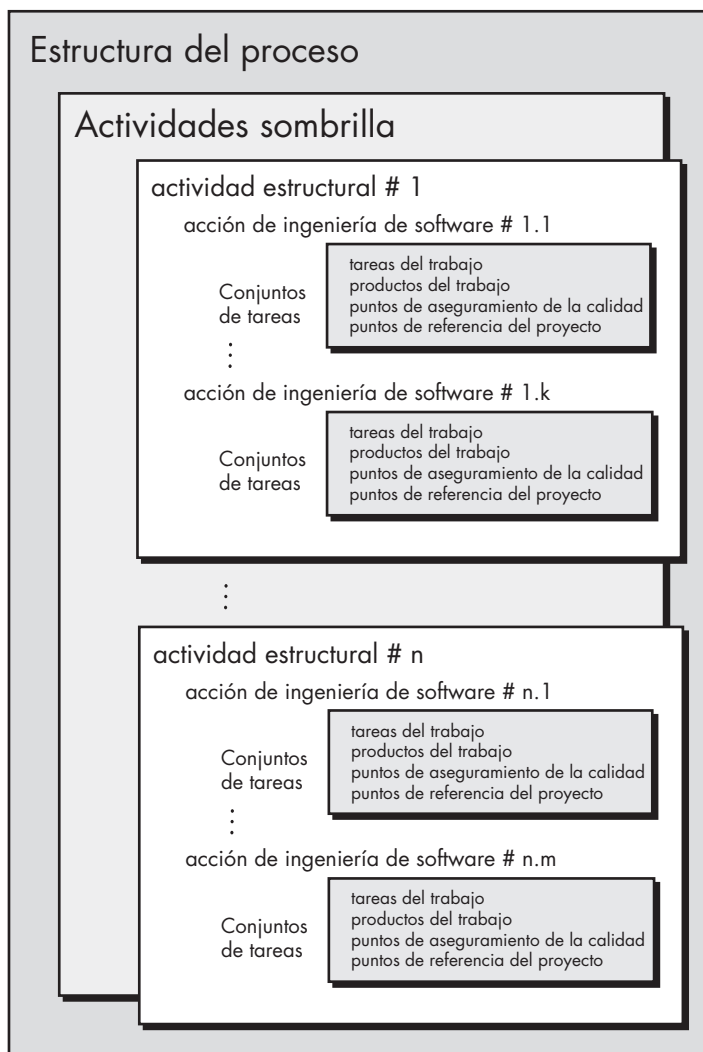 Estructura del proceso
Actividades sombrilla
actividad estructural # 1
acción de ingeniería de software # 1.1
Conjuntos
de tareas
tareas del trabajo
productos del trabajo
puntos de aseguramiento de la calidad
puntos de referencia del proyecto
acción de ingeniería de software # 1.k
Conjuntos
de tareas
tareas del trabajo
productos del trabajo
puntos de aseguramiento de la calidad
puntos de referencia del proyecto
actividad estructural # n
acción de ingeniería de software # n.1
Conjuntos
de tareas
tareas del trabajo
productos del trabajo
puntos de aseguramiento de la calidad
puntos de referencia del proyecto
acción de ingeniería de software # n.m
Conjuntos
de tareas
tareas del trabajo
productos del trabajo
puntos de aseguramiento de la calidad
puntos de referencia del proyecto